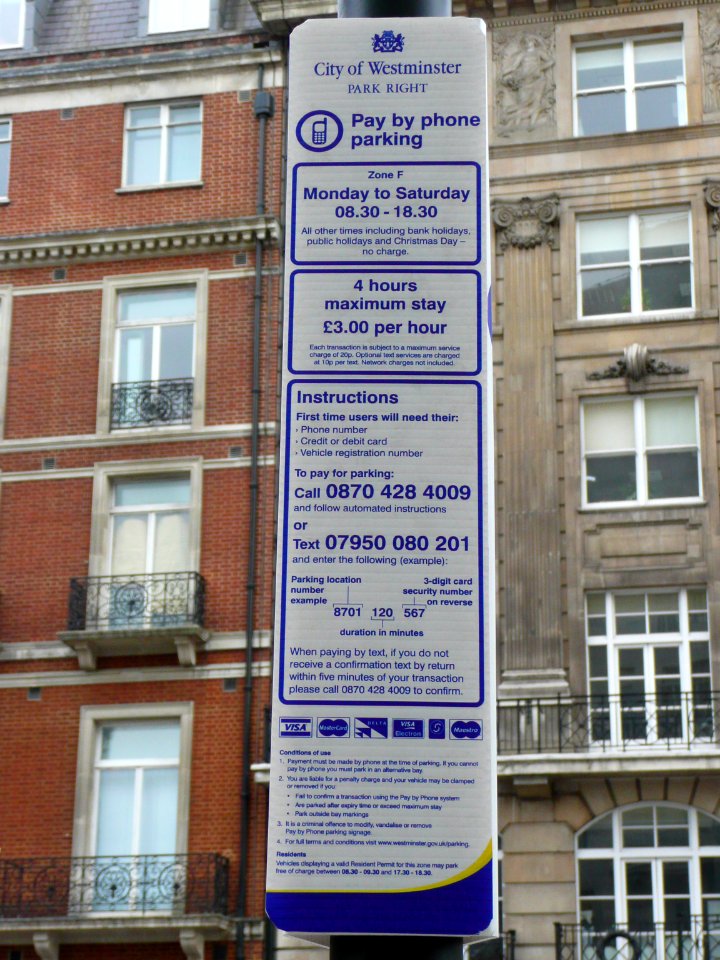 City of Westminster
PARK RIGHT
Pay by phone
parking
Zone F
Monday to Saturday
08.30 - 18.30
All other times including bank holidays,
public holidays and Christmas Day –
no charge.
4 hours
maximum stay
£3.00 per hour
Each transaction is subject to a maximum service
charge of 20p. Optional text services are charged
at 10p per text. Network charges not included.
Instructions
First time users will need their:
› Phone number
› Credit or debit card
› Vehicle registration number
To pay for parking:
Call 0870 428 4009
and follow automated instructions
or
Text 07950 080 201
and enter the following (example):
Parking location
number
example
3-digit card
security number
on reverse
8701 120 567
duration in minutes
When paying by text, if you do not
receive a confirmation text by return
within five minutes of your transaction
please call 0870 428 4009 to confirm.
VISA MasterCard DELTA VISA Electron S Maestro
Conditions of use
1. Payment must be made by phone at the time of parking. If you cannot
pay by phone you must park in an alternative bay.
2. You are liable for a penalty charge and your vehicle may be clamped
or removed if you:
• Fail to confirm a transaction using the Pay by Phone system
• Are parked after expiry time or exceed maximum stay
• Park outside bay markings
3. It is a criminal offence to modify, vandalise or remove
Pay by Phone parking signage.
4. For full terms and conditions visit www.westminster.gov.uk/parking.
Residents
Vehicles displaying a valid Resident Permit for this zone may park
free of charge between 08.30 - 09.30 and 17.30 - 18.30.